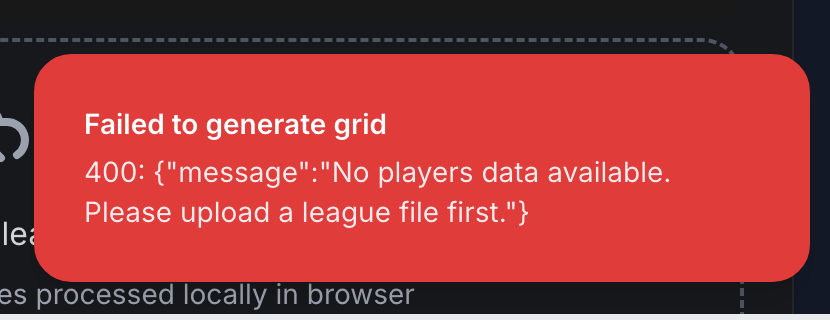 Failed to generate grid
400: {"message":"No players data available.
Please upload a league file first."}
lea
es processed locally in browser